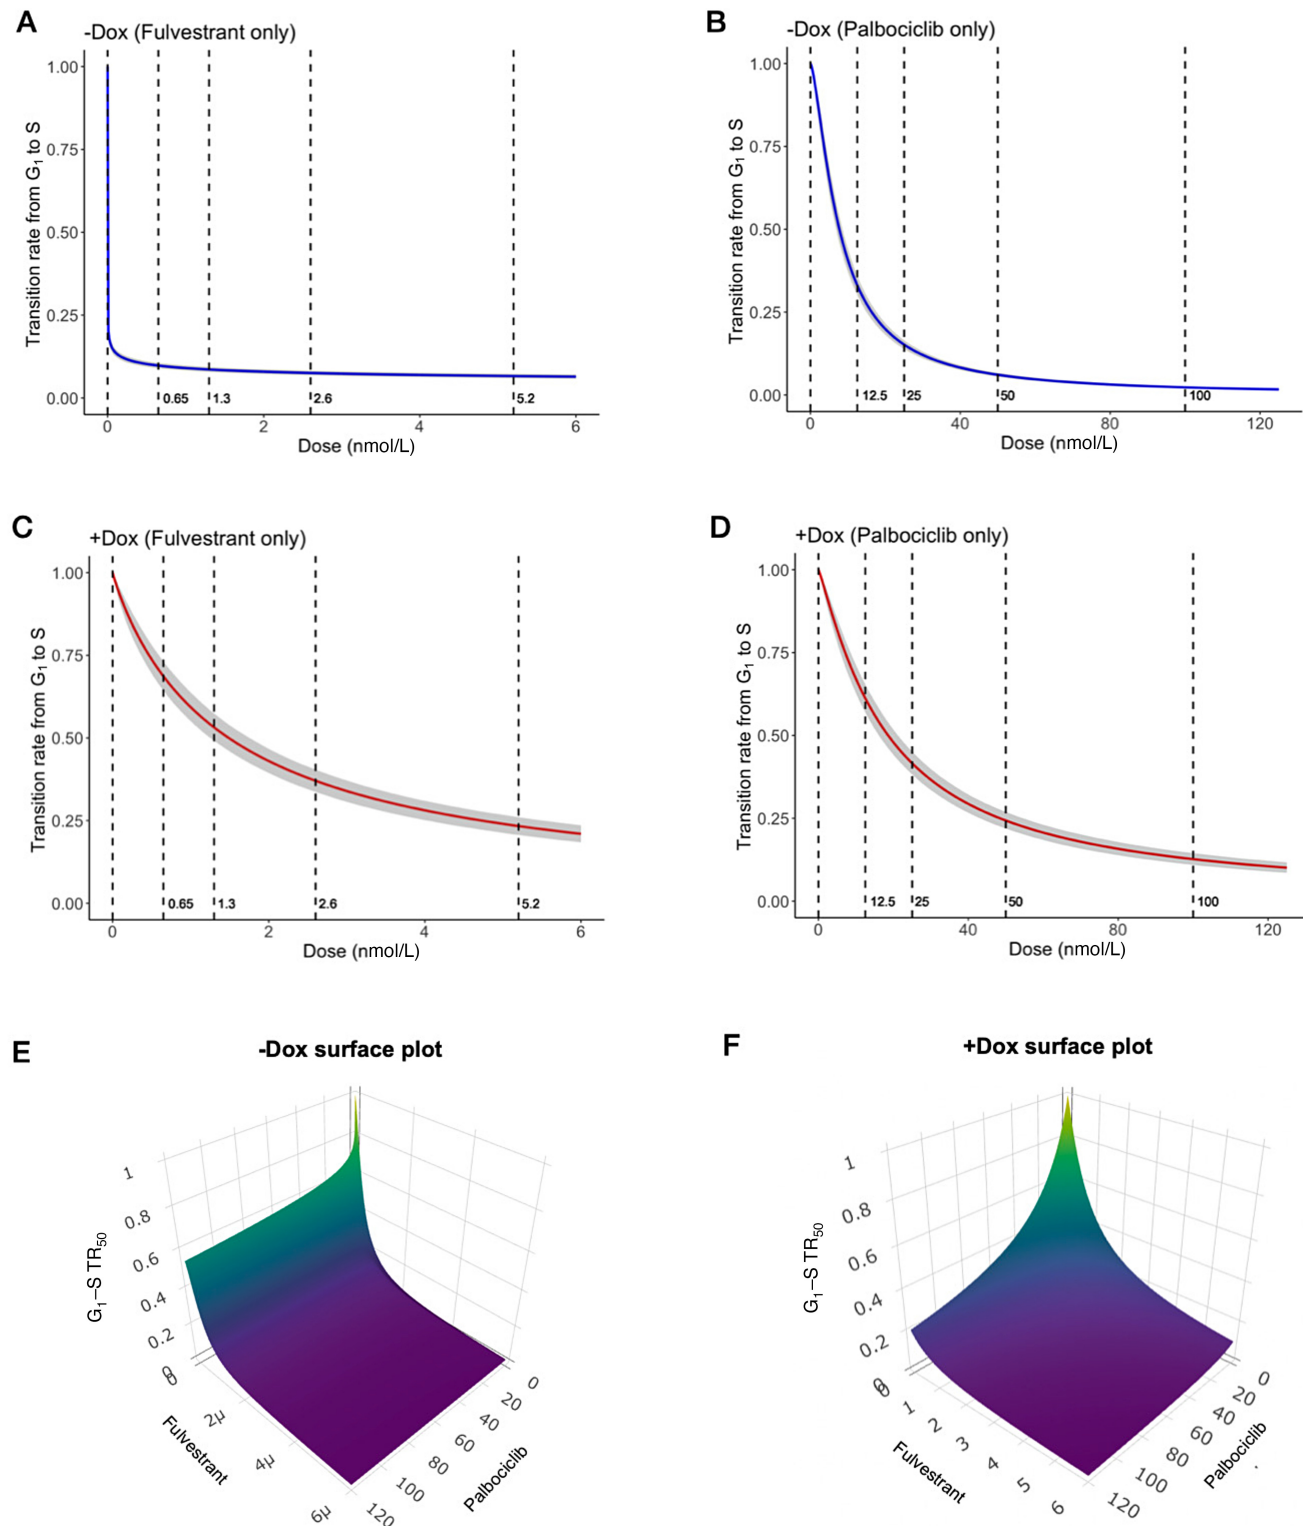 A
-Dox (Fulvestrant only)
Transition rate from G₁ to S
1.00
0.75
0.50
0.25
0.00
0.65
1.3
2.6
5.2
0
2
4
6
Dose (nmol/L)
B
-Dox (Palbociclib only)
Transition rate from G₁ to S
1.00
0.75
0.50
0.25
0.00
12.5
25
50
100
0
40
80
120
Dose (nmol/L)
C
+Dox (Fulvestrant only)
Transition rate from G₁ to S
1.00
0.75
0.50
0.25
0.00
0.65
1.3
2.6
5.2
0
2
4
6
Dose (nmol/L)
D
+Dox (Palbociclib only)
Transition rate from G₁ to S
1.00
0.75
0.50
0.25
0.00
12.5
25
50
100
0
40
80
120
Dose (nmol/L)
E
-Dox surface plot
G₁–S TR₅₀
1
0.8
0.6
0.4
0.2
0
0
2μ
4μ
6μ
Fulvestrant
0
20
40
60
80
100
120
Palbociclib
F
+Dox surface plot
G₁–S TR₅₀
1
0.8
0.6
0.4
0.2
0
0
1
2
3
4
5
6
Fulvestrant
0
20
40
60
80
100
120
Palbociclib